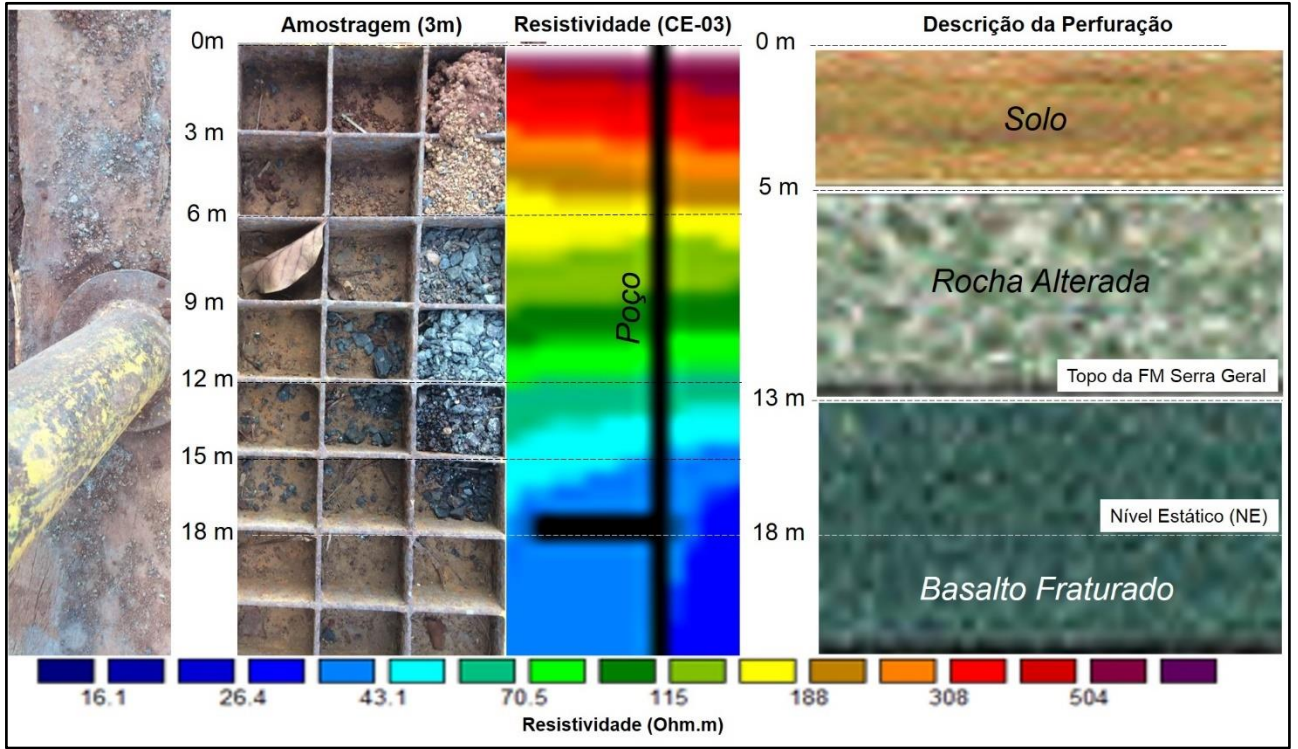 Amostragem (3m)
Resistividade (CE-03)
Descrição da Perfuração
0m
3 m
6 m
9 m
12 m
15 m
18 m
Poço
0 m
5 m
13 m
18 m
Solo
Rocha Alterada
Topo da FM Serra Geral
Nível Estático (NE)
Basalto Fraturado
16.1 26.4 43.1 70.5 115 188 308 504
Resistividade (Ohm.m)